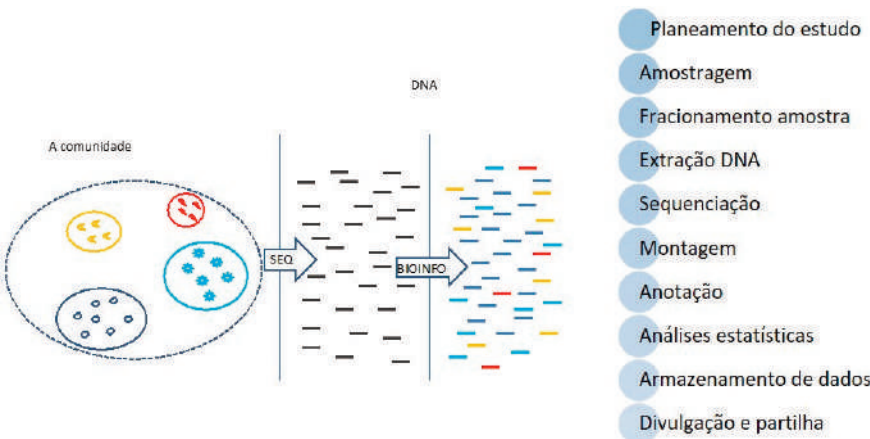 DNA
A comunidade
SEQ
BIOINFO
Planeamento do estudo
Amostragem
Fracionamento amostra
Extração DNA
Sequenciação
Montagem
Anotação
Análises estatísticas
Armazenamento de dados
Divulgação e partilha